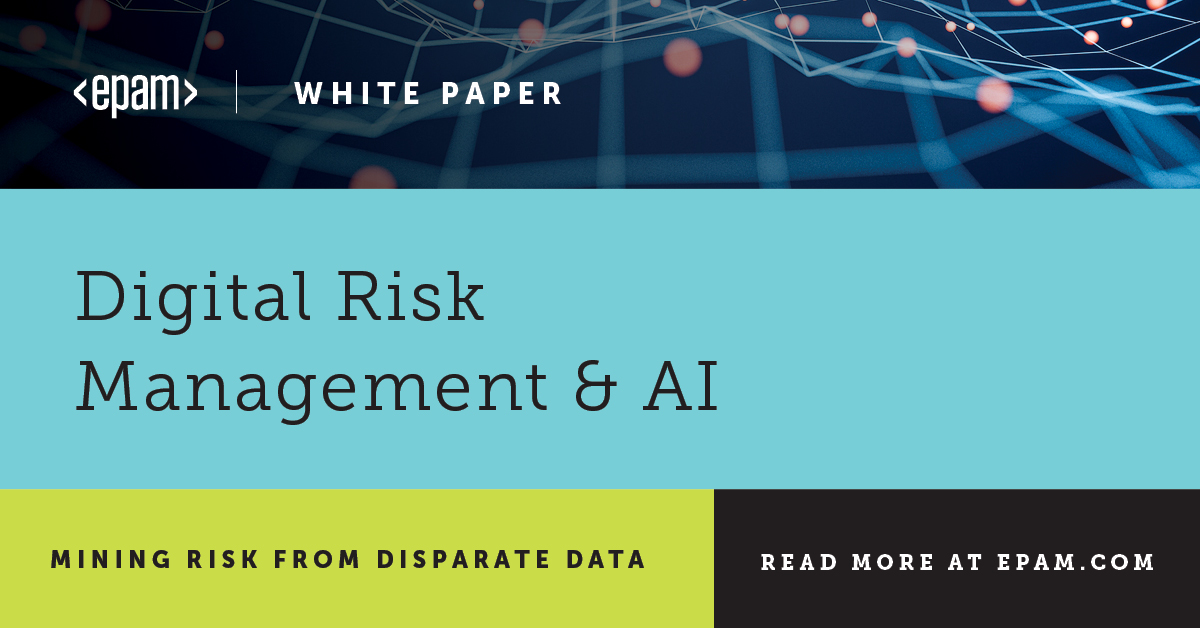 <epam> | WHITE PAPER
Digital Risk
Management & AI
MINING RISK FROM DISPARATE DATA
READ MORE AT EPAM.COM